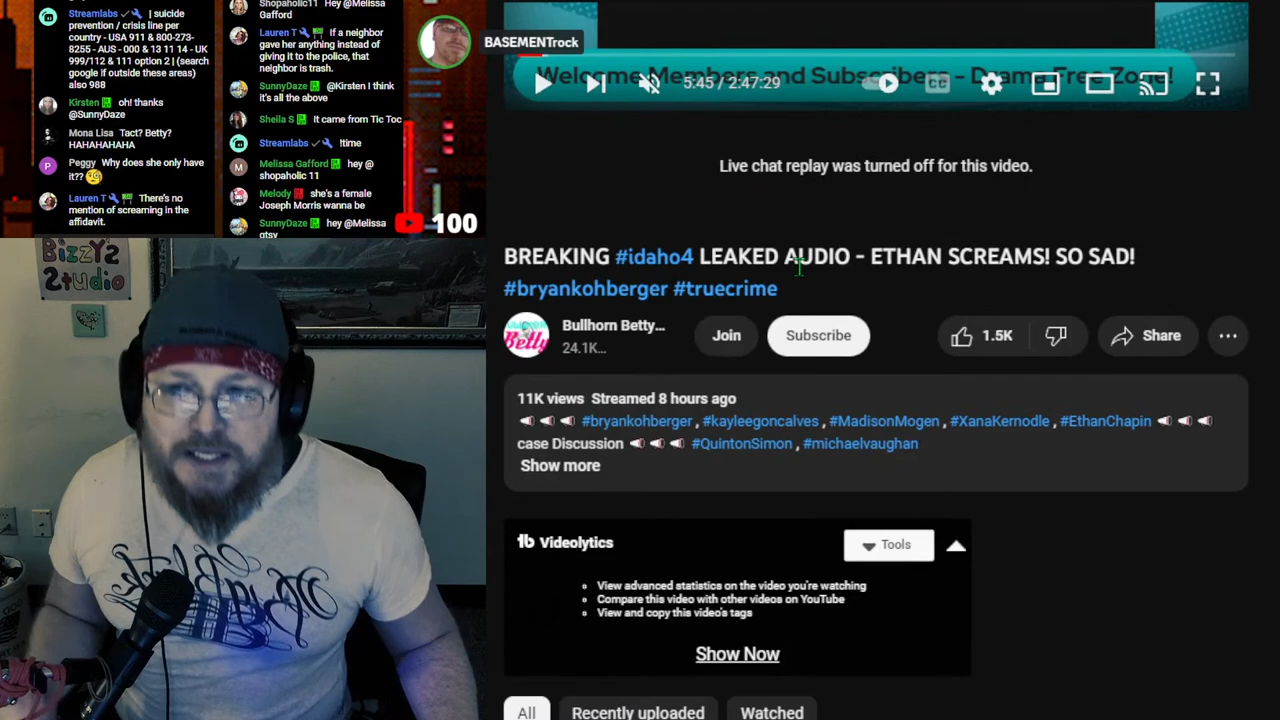 Streamlabs | suicide
prevention / crisis line per
country - USA 911 & 800-273-
8255 - AUS - 000 & 13 11 14 - UK
999/112 & 111 option 2 | (search
google if outside these areas)
also 988
Kirsten oh! thanks
@SunnyDaze
Mona Lisa Tact? Betty?
HAHAHAHAHA
P
Peggy Why does she only have
it??
Lauren T There's no
mention of screaming in the
affidavit.
Shopaholic11 Hey @Melissa
Gafford
Lauren T If a neighbor
gave her anything instead of
giving it to the police, that
neighbor is trash.
SunnyDaze @Kirsten I think
it's all the above
Sheila S It came from Tic Toc
Streamlabs !time
M
Melissa Gafford hey @
shopaholic 11
Melody she's a female
Joseph Morris wanna be
SunnyDaze hey @Melissa
gtsy
BASEMENTrock
100
BizzY's
Studio
Welcome Members and Subscribers - Drama Free Zone!
5:45 / 2:47:29
CC
Live chat replay was turned off for this video.
BREAKING #idaho4 LEAKED AUDIO - ETHAN SCREAMS! SO SAD!
#bryankohberger #truecrime
Betty
Bullhorn Betty...
24.1K...
Join
Subscribe
1.5K
Share
11K views Streamed 8 hours ago
#bryankohberger , #kayleegoncalves , #MadisonMogen , #XanaKernodle , #EthanChapin
case Discussion #QuintonSimon , #michaelvaughan
Show more
tb Videolytics
Tools
View advanced statistics on the video you're watching
Compare this video with other videos on YouTube
View and copy this video's tags
Show Now
All
Recently uploaded
Watched